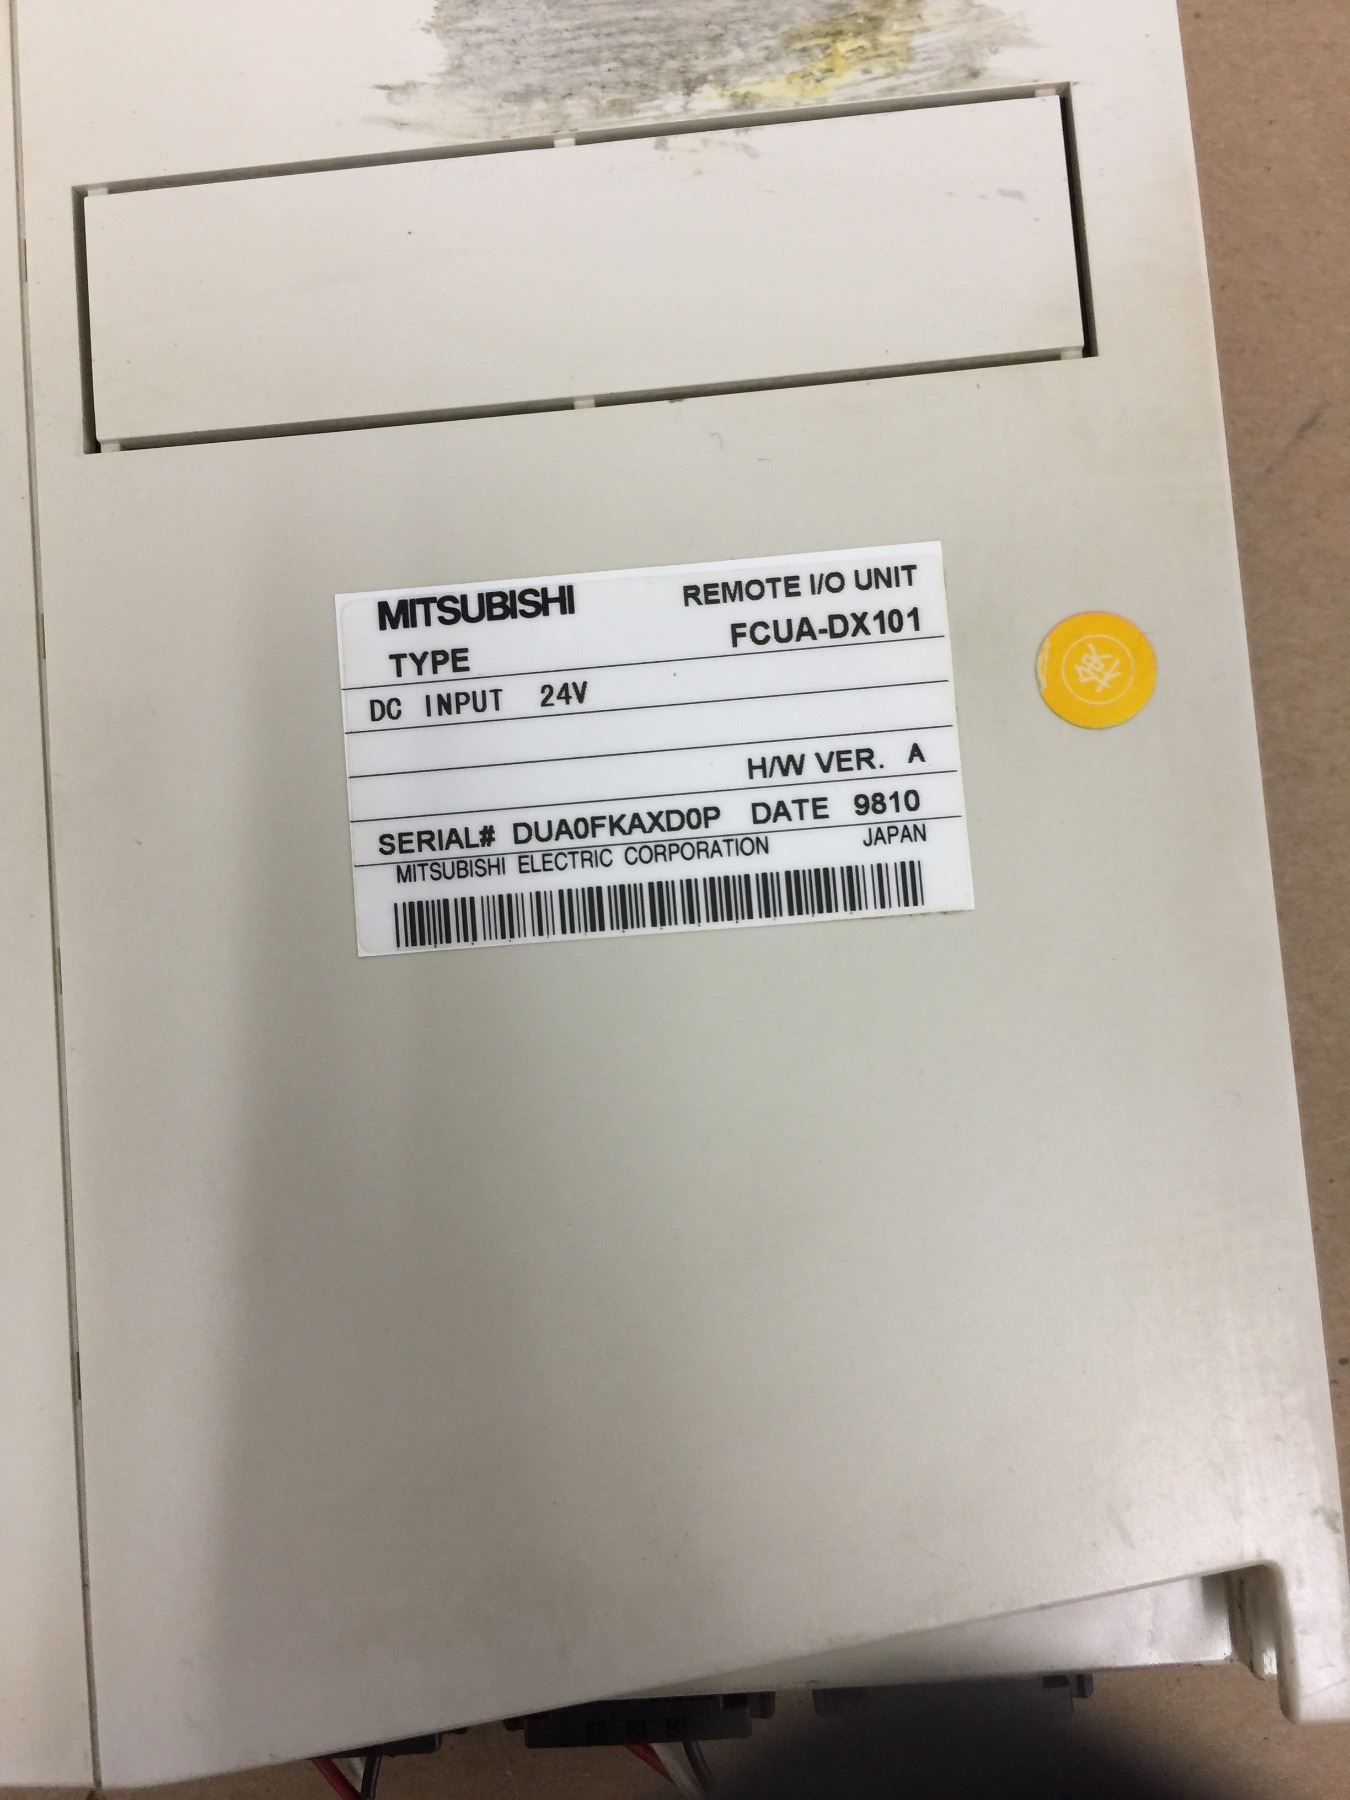 MITSUBISHI REMOTE I/O UNIT
TYPE FCUA-DX101
DC INPUT 24V
H/W VER. A
SERIAL# DUA0FKAXD0P DATE 9810
MITSUBISHI ELECTRIC CORPORATION JAPAN